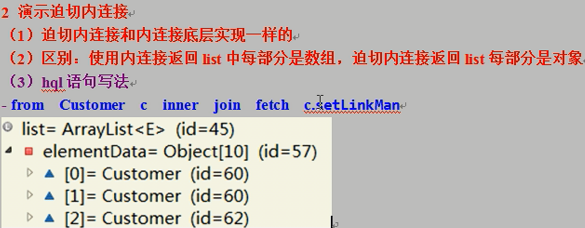 2 演示迫切内连接
（1）迫切内连接和内连接底层实现一样的
（2）区别：使用内连接返回 list 中每部分是数组，迫切内连接返回 list 每部分是对象
（3）hql 语句写法
- from Customer c inner join fetch c.setLinkMan
list= ArrayList<E> (id=45)
elementData= Object[10] (id=57)
[0]= Customer (id=60)
[1]= Customer (id=60)
[2]= Customer (id=62)